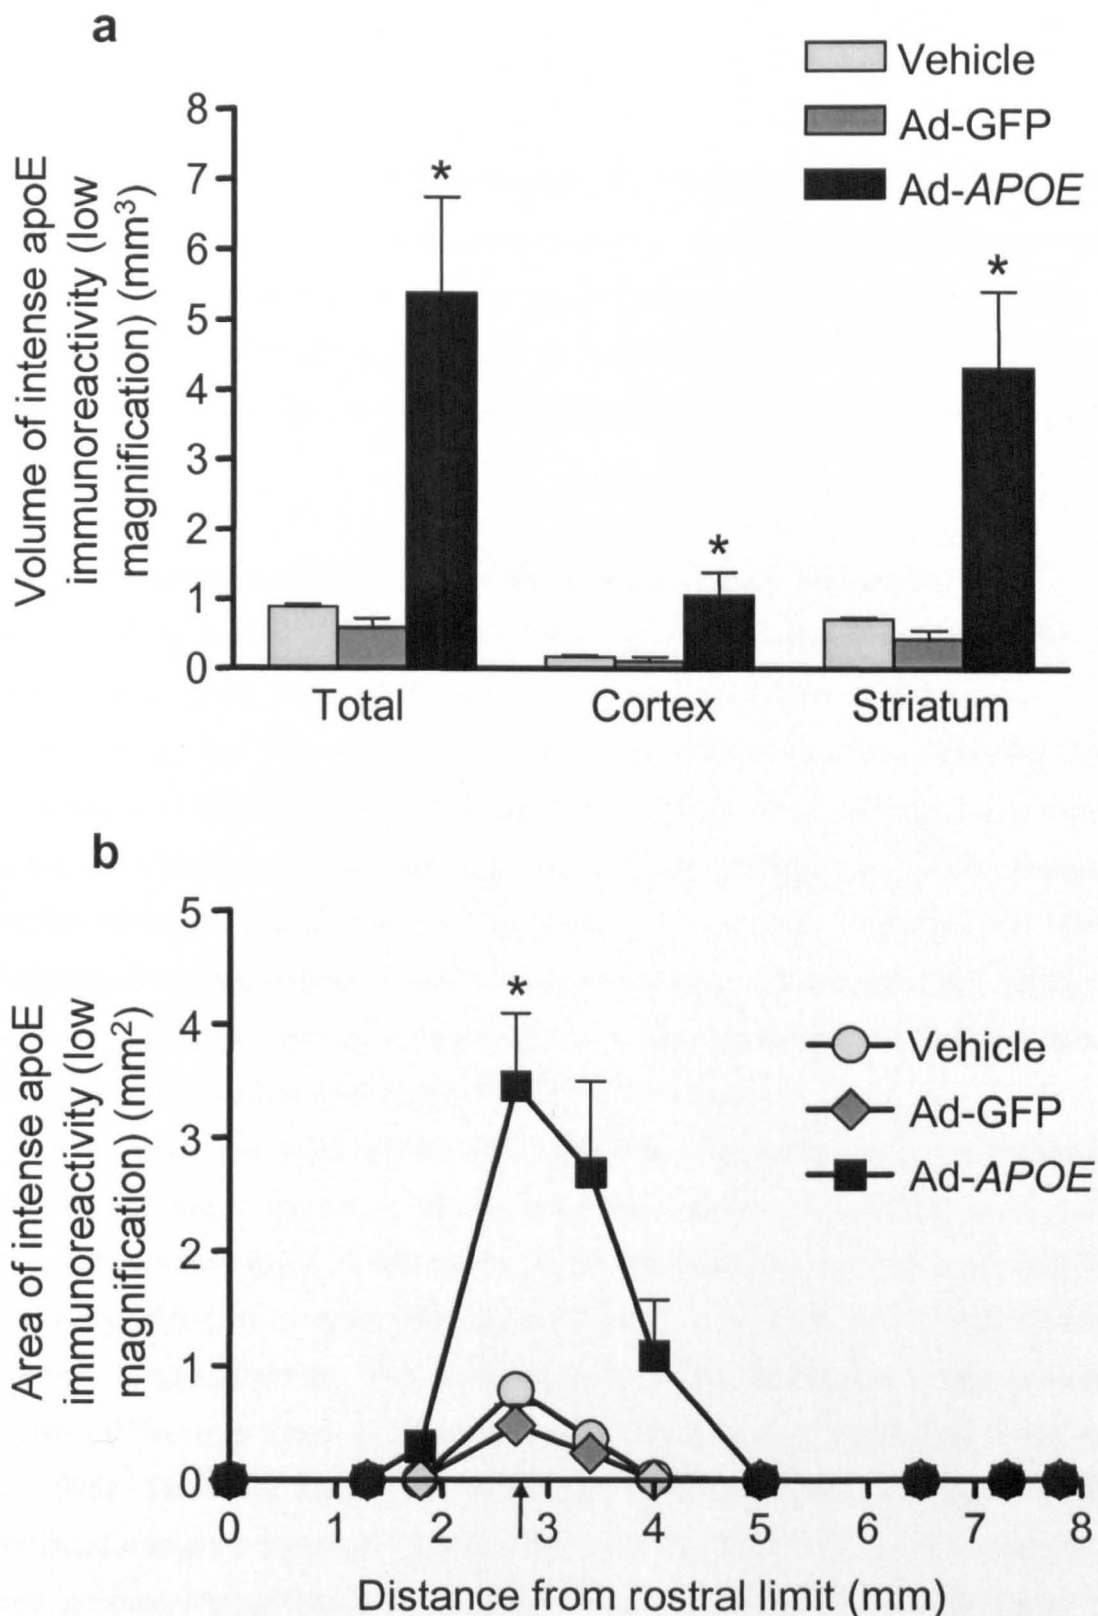 a
Vehicle
Ad-GFP
Ad-APOE
Volume of intense apoE
immunoreactivity (low
magnification) (mm³)
8
7
6
5
4
3
2
1
0
*
*
*
Total Cortex Striatum
b
Area of intense apoE
immunoreactivity (low
magnification) (mm²)
5
4
3
2
1
0
*
Vehicle
Ad-GFP
Ad-APOE
0 1 2 3 4 5 6 7 8
Distance from rostral limit (mm)